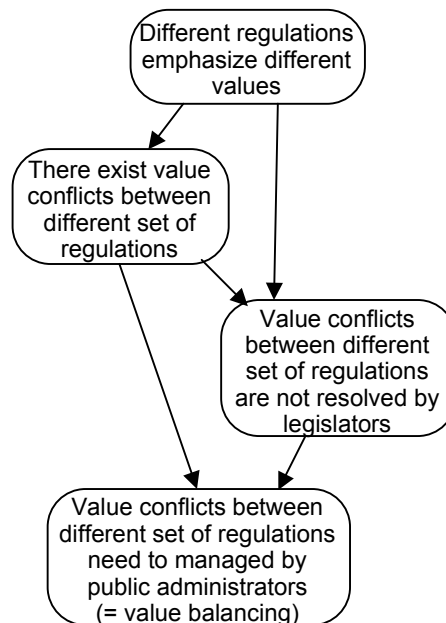 Different regulations
emphasize different
values
There exist value
conflicts between
different set of
regulations
Value conflicts
between different
set of regulations
are not resolved by
legislators
Value conflicts between
different set of regulations
need to managed by
public administrators
(= value balancing)